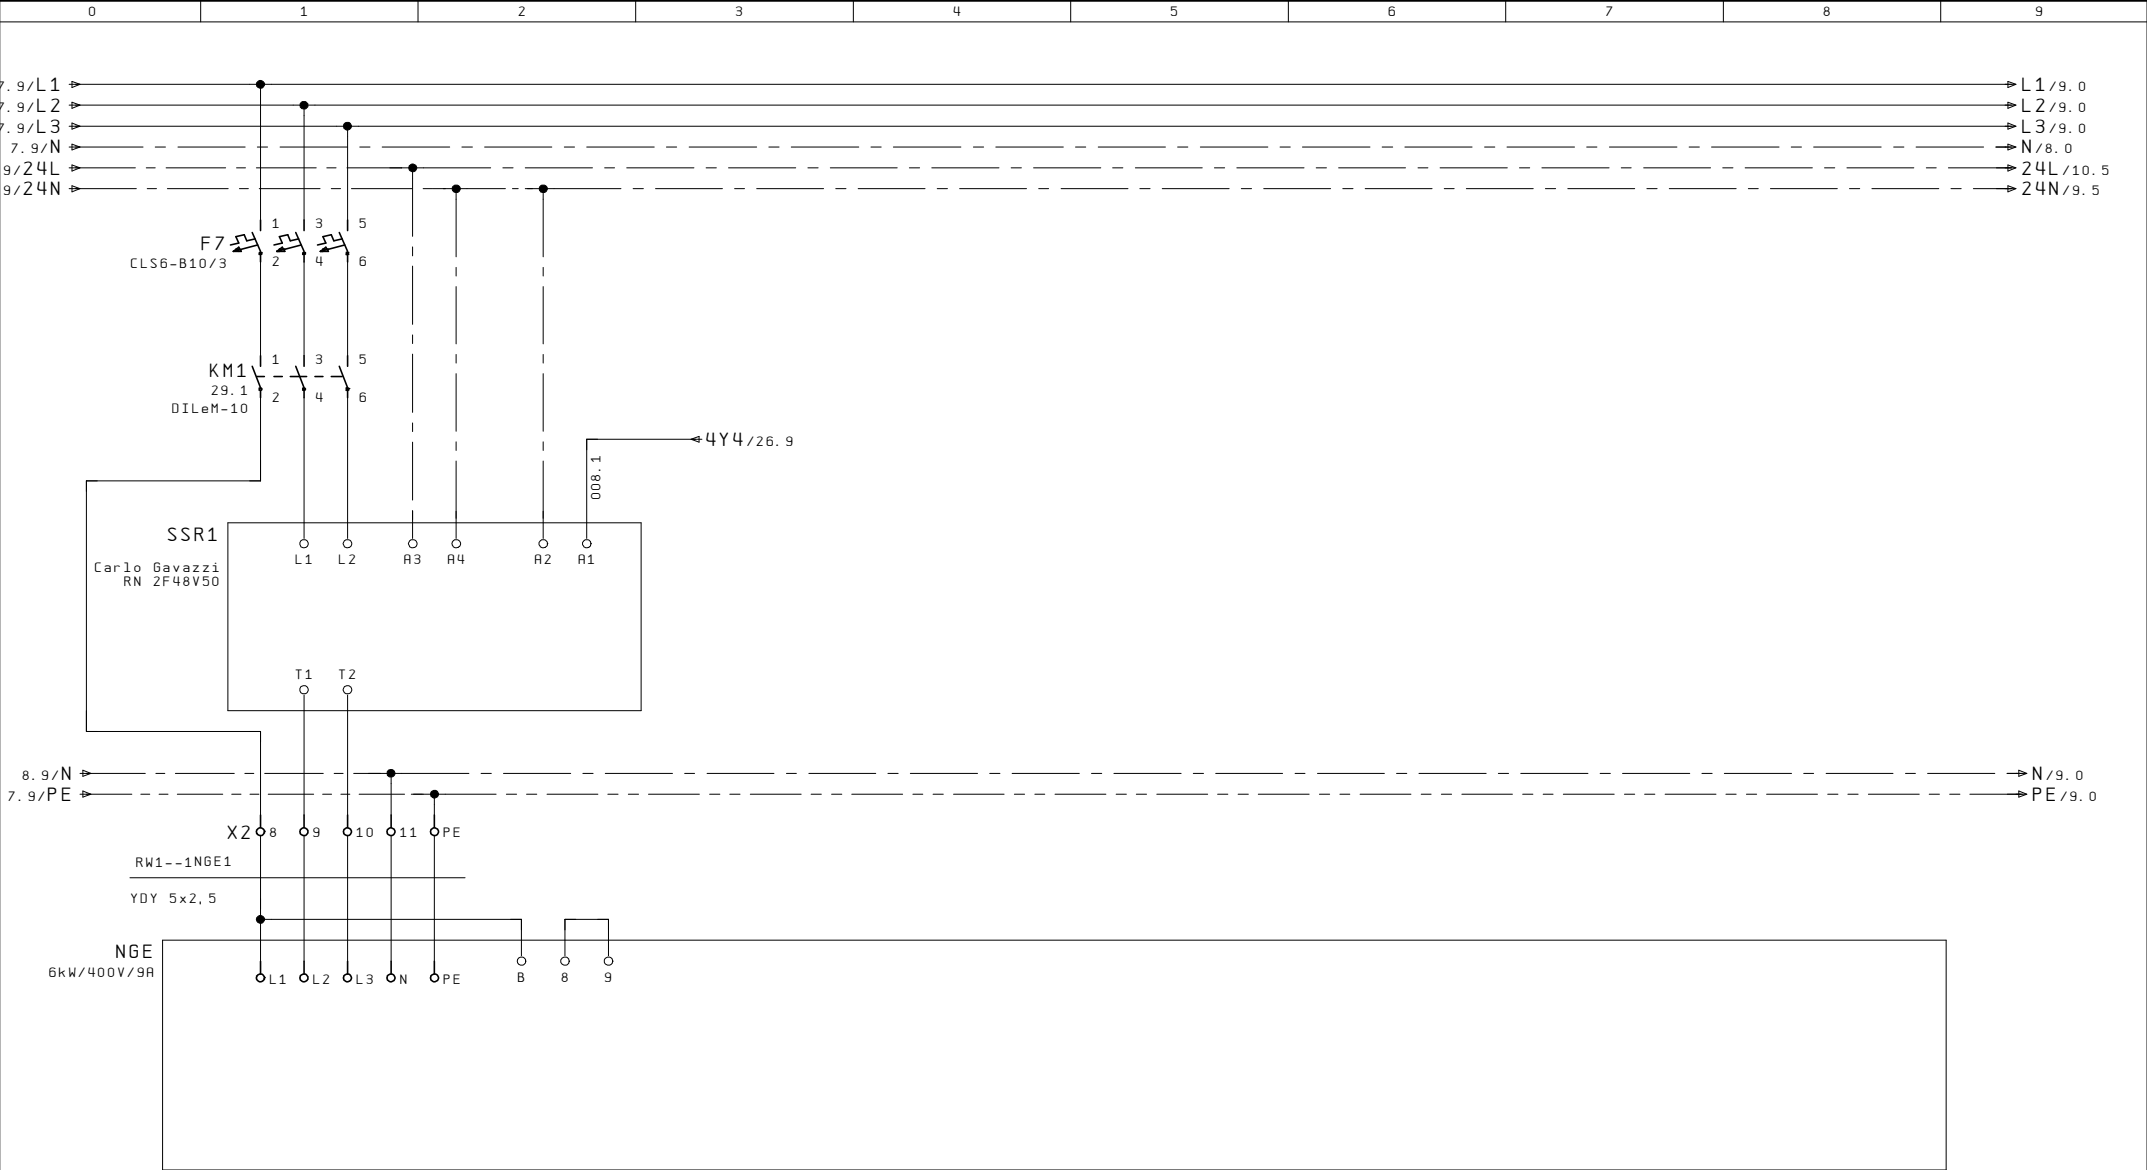 0 1 2 3 4 5 6 7 8 9
7.9/L1 L1/9.0
7.9/L2 L2/9.0
7.9/L3 L3/9.0
7.9/N N/8.0
9/24L 24L/10.5
9/24N 24N/9.5
1 3 5
F7
CLS6-B10/3 2 4 6
1 3 5
KM1
29.1
2 4 6
DILeM-10
4Y4/26.9
008.1
SSR1
L1 L2 A3 A4 A2 A1
Carlo Gavazzi
RN 2F48V50
T1 T2
8.9/N N/9.0
7.9/PE PE/9.0
X2 8 9 10 11 PE
RW1--1NGE1
YDY 5x2,5
NGE
6kW/400V/9A
L1 L2 L3 N PE B 8 9